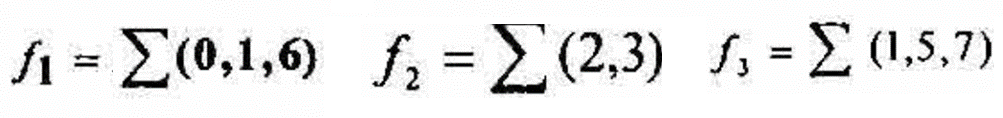 f₁ = ∑(0,1,6) f₂ = ∑(2,3) f₃ = ∑ (1,5,7)